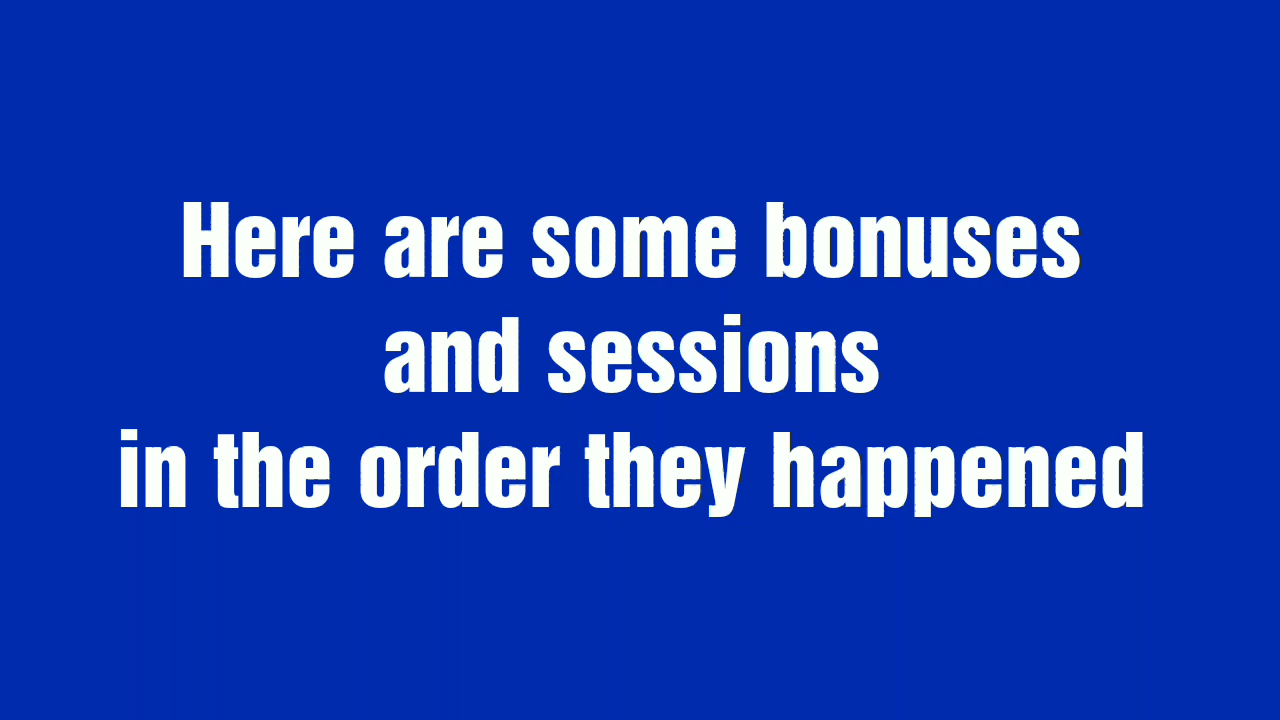 Here are some bonuses
and sessions
in the order they happened